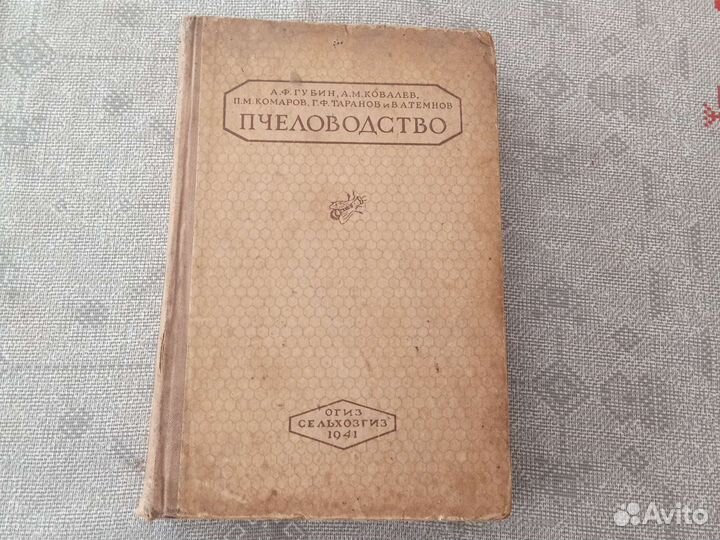 А.Ф.ГУБИН, А.М.КОВАЛЕВ,
П.М.КОМАРОВ, Г.Ф.ТАРАНОВ и В.А.ТЕМНОВ
ПЧЕЛОВОДСТВО
ОГИЗ
СЕЛЬХОЗГИЗ
1941
Avito